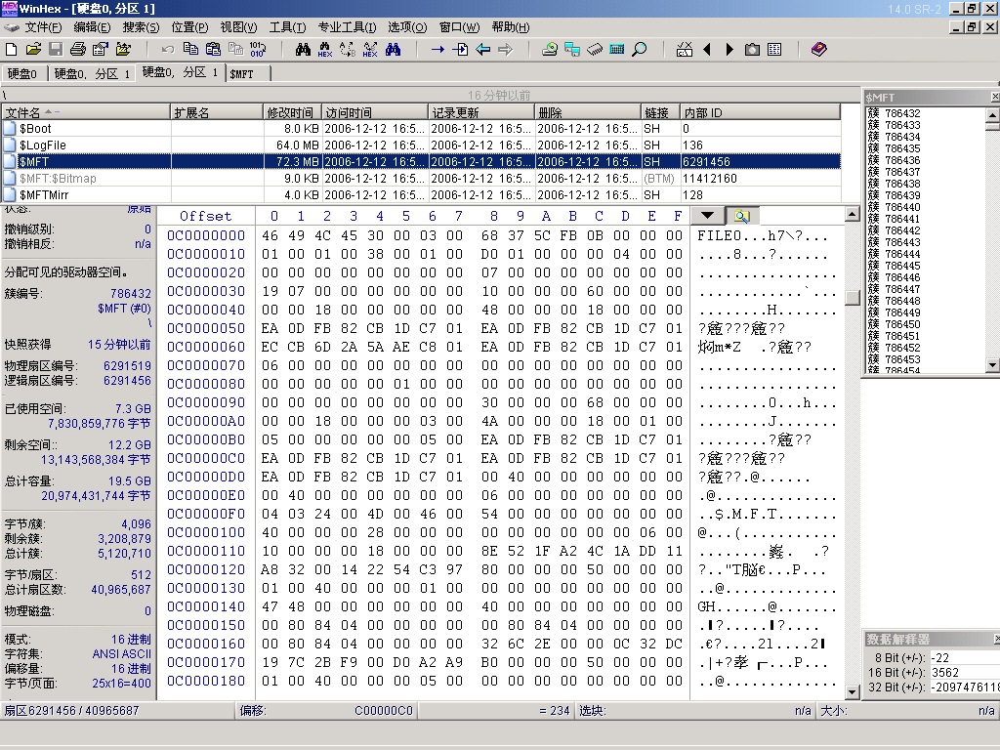 WinHex - [硬盘0, 分区 1]
14.0 SR-2
文件(F) 编辑(E) 搜索(S) 位置(P) 视图(V) 工具(T) 专业工具(I) 选项(O) 窗口(W) 帮助(H)
硬盘0 硬盘0, 分区 1 硬盘0, 分区 1 $MFT
\ 16 分钟以前
文件名 扩展名 修改时间 访问时间 记录更新 删除 链接 内部 ID
$Boot 8.0 KB 2006-12-12 16:5... 2006-12-12 16:5... 2006-12-12 16:5... SH 0
$LogFile 64.0 MB 2006-12-12 16:5... 2006-12-12 16:5... 2006-12-12 16:5... SH 136
$MFT 72.3 MB 2006-12-12 16:5... 2006-12-12 16:5... 2006-12-12 16:5... SH 6291456
$MFT:$Bitmap 9.0 KB 2006-12-12 16:5... 2006-12-12 16:5... 2006-12-12 16:5... (BTM) 11412160
$MFTMirr 4.0 KB 2006-12-12 16:5... 2006-12-12 16:5... 2006-12-12 16:5... SH 128
状态: 原始
撤销级别: 0
撤销相反: n/a
分配可见的驱动器空间。
簇编号: 786432
$MFT (#0)
\
快照获得 15 分钟以前
物理扇区编号: 6291519
逻辑扇区编号: 6291456
已使用空间: 7.3 GB
7,830,859,776 字节
剩余空间: 12.2 GB
13,143,568,384 字节
总计容量: 19.5 GB
20,974,431,744 字节
字节/簇: 4,096
剩余簇: 3,208,879
总计簇: 5,120,710
字节/扇区: 512
总计扇区数: 40,965,687
物理磁盘: 0
模式: 16 进制
字符集: ANSI ASCII
偏移量: 16 进制
字节/页面: 25x16=400
Offset 0 1 2 3 4 5 6 7 8 9 A B C D E F
0C0000000 46 49 4C 45 30 00 03 00 68 37 5C FB 0B 00 00 00 FILE0...h7\?...
0C0000010 01 00 01 00 38 00 01 00 D0 01 00 00 00 04 00 00 ....8...?......
0C0000020 00 00 00 00 00 00 00 00 07 00 00 00 00 00 00 00 ................
0C0000030 19 07 00 00 00 00 00 00 10 00 00 00 60 00 00 00 ............`...
0C0000040 00 00 18 00 00 00 00 00 48 00 00 00 18 00 00 00 ........H.......
0C0000050 EA 0D FB 82 CB 1D C7 01 EA 0D FB 82 CB 1D C7 01
0C0000060 EC CB 6D 2A 5A AE C8 01 EA 0D FB 82 CB 1D C7 01
0C0000070 06 00 00 00 00 00 00 00 00 00 00 00 00 00 00 00 ................
0C0000080 00 00 00 00 00 01 00 00 00 00 00 00 00 00 00 00 ................
0C0000090 00 00 00 00 00 00 00 00 30 00 00 00 68 00 00 00 ........0...h...
0C00000A0 00 00 18 00 00 00 03 00 4A 00 00 00 18 00 01 00 ........J.......
0C00000B0 05 00 00 00 00 00 05 00 EA 0D FB 82 CB 1D C7 01
0C00000C0 EA 0D FB 82 CB 1D C7 01 EA 0D FB 82 CB 1D C7 01
0C00000D0 EA 0D FB 82 CB 1D C7 01 00 40 00 00 00 00 00 00
0C00000E0 00 40 00 00 00 00 00 00 06 00 00 00 00 00 00 00 .@..............
0C00000F0 04 03 24 00 4D 00 46 00 54 00 00 00 00 00 00 00 ..$.M.F.T.......
0C0000100 40 00 00 00 28 00 00 00 00 00 00 00 00 00 06 00 @...(...........
0C0000110 10 00 00 00 18 00 00 00 8E 52 1F A2 4C 1A DD 11
0C0000120 A8 32 00 14 22 54 C3 97 80 00 00 00 50 00 00 00
0C0000130 01 00 40 00 00 00 01 00 00 00 00 00 00 00 00 00 ..@.............
0C0000140 47 48 00 00 00 00 00 00 40 00 00 00 00 00 00 00 GH......@.......
0C0000150 00 80 84 04 00 00 00 00 00 80 84 04 00 00 00 00
0C0000160 00 80 84 04 00 00 00 00 32 6C 2E 00 00 0C 32 DC
0C0000170 19 7C 2B F9 00 D0 A2 A9 B0 00 00 00 50 00 00 00
0C0000180 01 00 40 00 00 00 05 00 00 00 00 00 00 00 00 00 ..@.............
$MFT
簇 786432
簇 786433
簇 786434
簇 786435
簇 786436
簇 786437
簇 786438
簇 786439
簇 786440
簇 786441
簇 786442
簇 786443
簇 786444
簇 786445
簇 786446
簇 786447
簇 786448
簇 786449
簇 786450
簇 786451
簇 786452
簇 786453
簇 786454
数据解释器
8 Bit (+/-): -22
16 Bit (+/-): 3562
32 Bit (+/-): -2097476118
扇区6291456 / 40965687 偏移: C00000C0 = 234 选块: n/a 大小: n/a